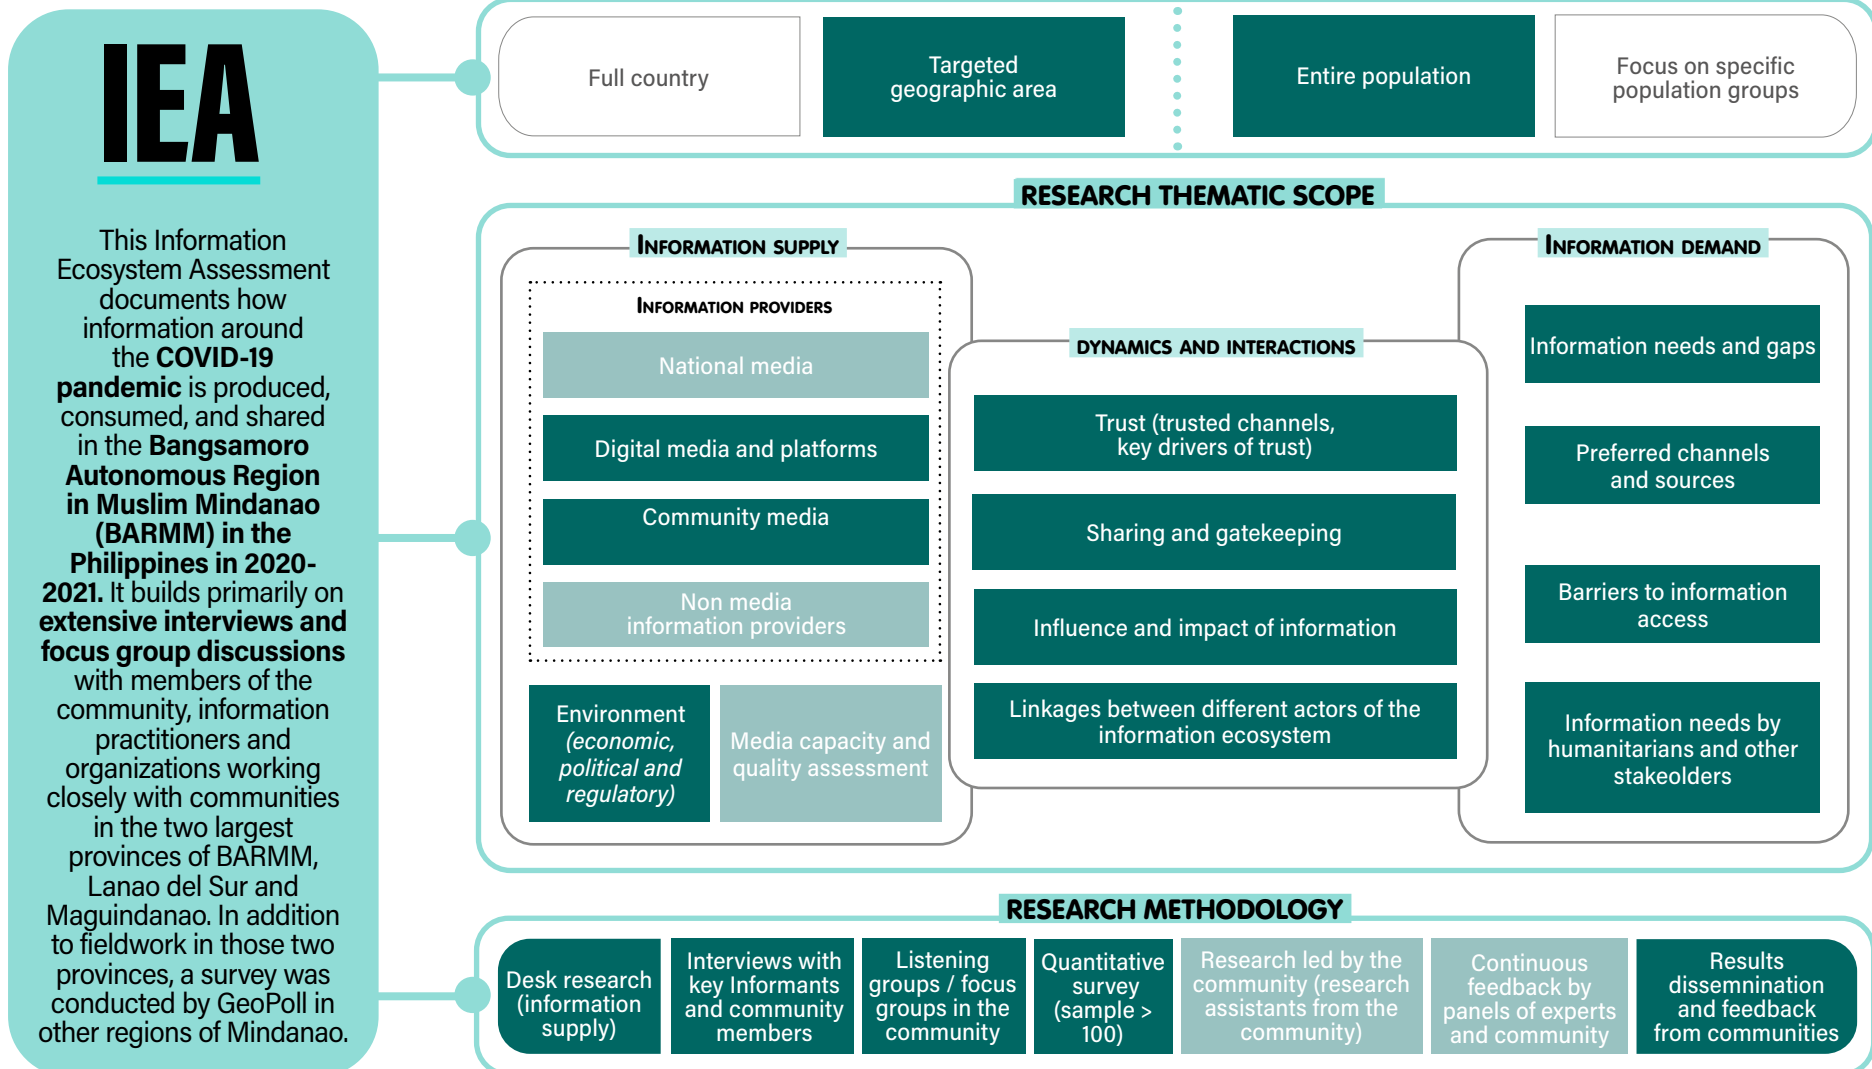 IEA
This Information
Ecosystem Assessment
documents how
information around
the COVID-19
pandemic is produced,
consumed, and shared
in the Bangsamoro
Autonomous Region
in Muslim Mindanao
(BARMM) in the
Philippines in 2020-
2021. It builds primarily on
extensive interviews and
focus group discussions
with members of the
community, information
practitioners and
organizations working
closely with communities
in the two largest
provinces of BARMM,
Lanao del Sur and
Maguindanao. In addition
to fieldwork in those two
provinces, a survey was
conducted by GeoPoll in
other regions of Mindanao.
Full country
Targeted
geographic area
Entire population
Focus on specific
population groups
RESEARCH THEMATIC SCOPE
INFORMATION SUPPLY
INFORMATION PROVIDERS
National media
Digital media and platforms
Community media
Non media
information providers
Environment
(economic,
political and
regulatory)
Media capacity and
quality assessment
DYNAMICS AND INTERACTIONS
Trust (trusted channels,
key drivers of trust)
Sharing and gatekeeping
Influence and impact of information
Linkages between different actors of the
information ecosystem
INFORMATION DEMAND
Information needs and gaps
Preferred channels
and sources
Barriers to information
access
Information needs by
humanitarians and other
stakeolders
RESEARCH METHODOLOGY
Desk research
(information
supply)
Interviews with
key Informants
and community
members
Listening
groups / focus
groups in the
community
Quantitative
survey
(sample >
100)
Research led by the
community (research
assistants from the
community)
Continuous
feedback by
panels of experts
and community
Results
dissemnination
and feedback
from communities